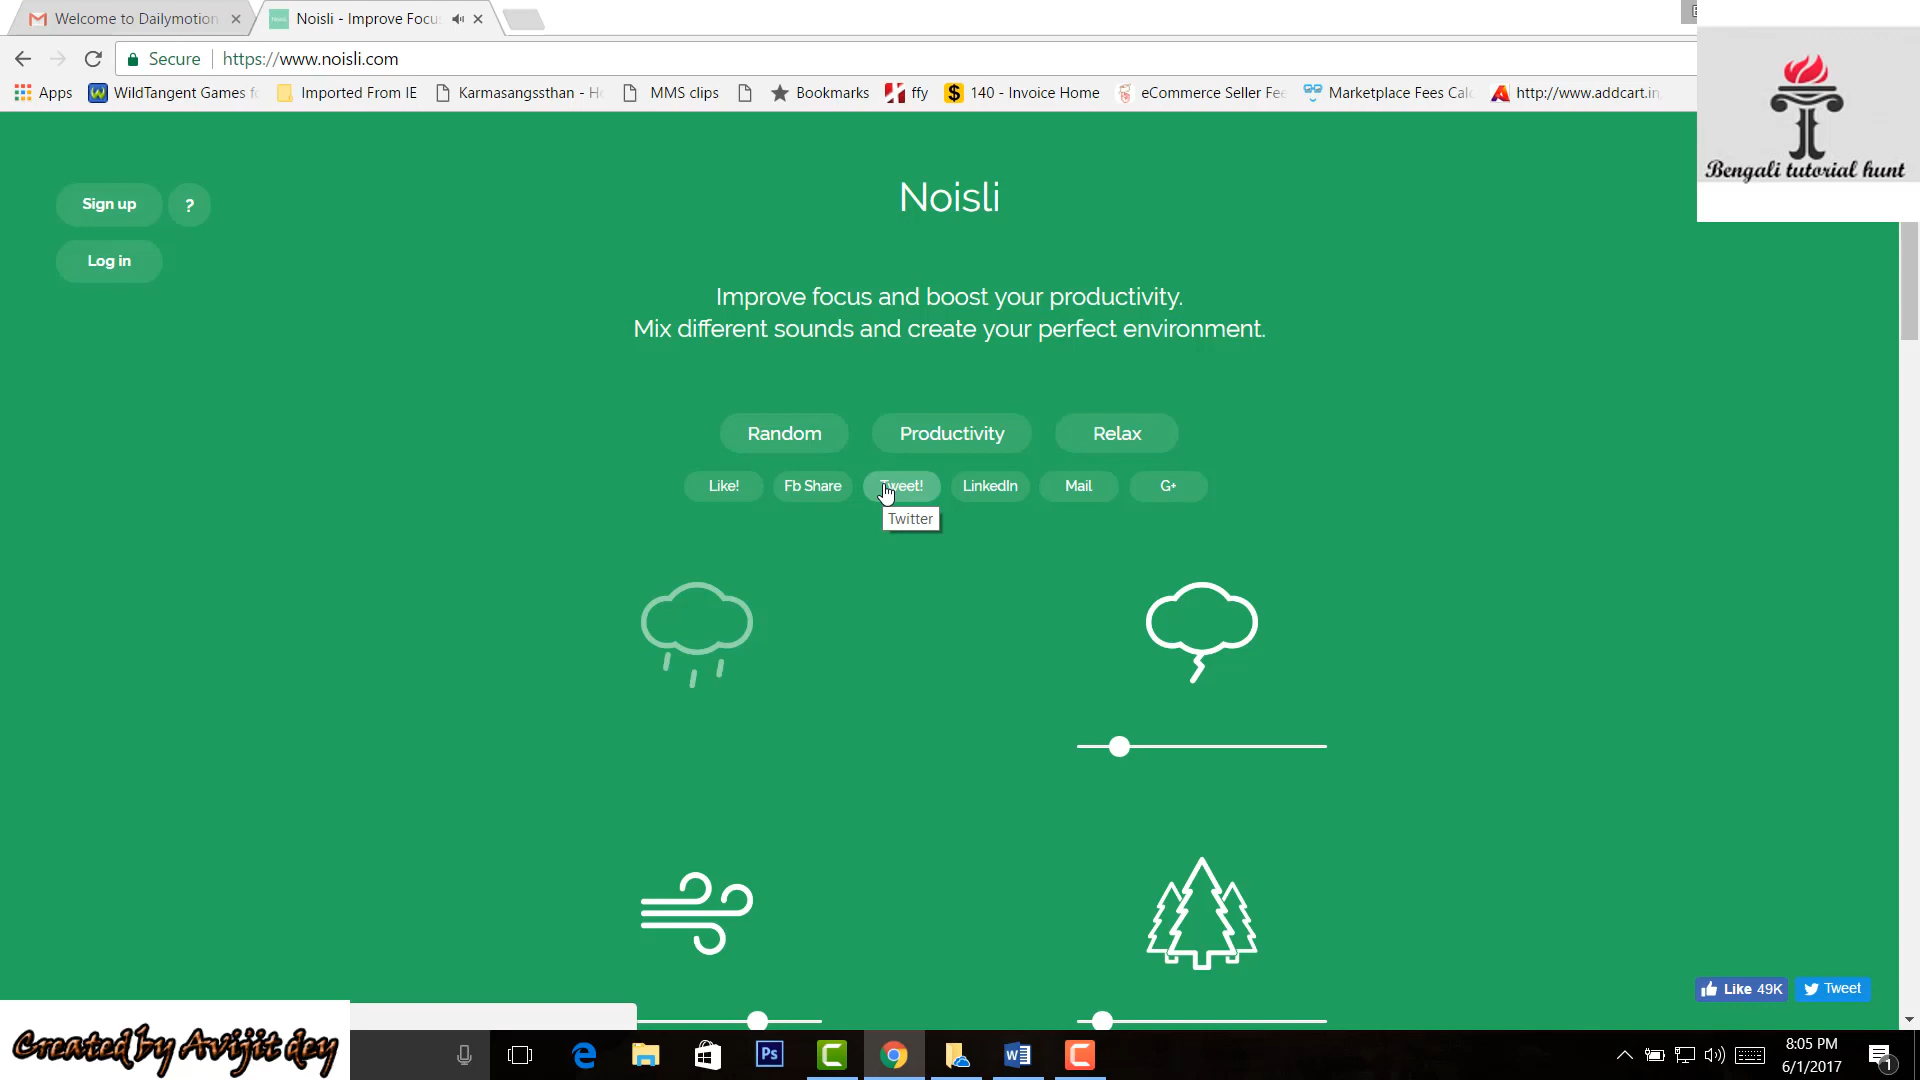 Welcome to Dailymotion
Noisli - Improve Focu
Secure
https://www.noisli.com
Apps
WildTangent Games f
Imported From IE
Karmasangssthan - H
MMS clips
Bookmarks
ffy
140 - Invoice Home
eCommerce Seller Fee
Marketplace Fees Calc
http://www.addcart.in
Bengali tutorial hunt
Sign up
?
Log in
Noisli
Improve focus and boost your productivity.
Mix different sounds and create your perfect environment.
Random
Productivity
Relax
Like!
Fb Share
Tweet!
LinkedIn
Mail
G+
Twitter
Like 49K
Tweet
Created by Avijit dey
Ps
8:05 PM
6/1/2017
1